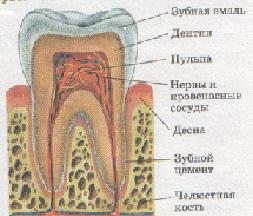 Зубная эмаль
Дентин
Пульпа
Нервы и
кровеносные
сосуды
Десна
Зубной
цемент
Челюстная
кость